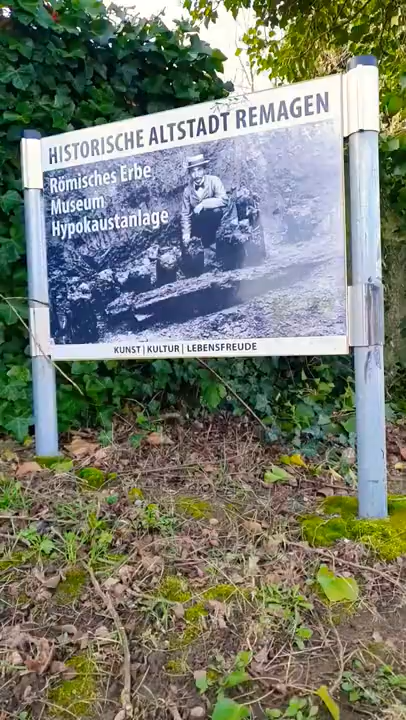 HISTORISCHE ALTSTADT REMAGEN
Römisches Erbe
Museum
Hypokaustanlage
KUNST | KULTUR | LEBENSFREUDE